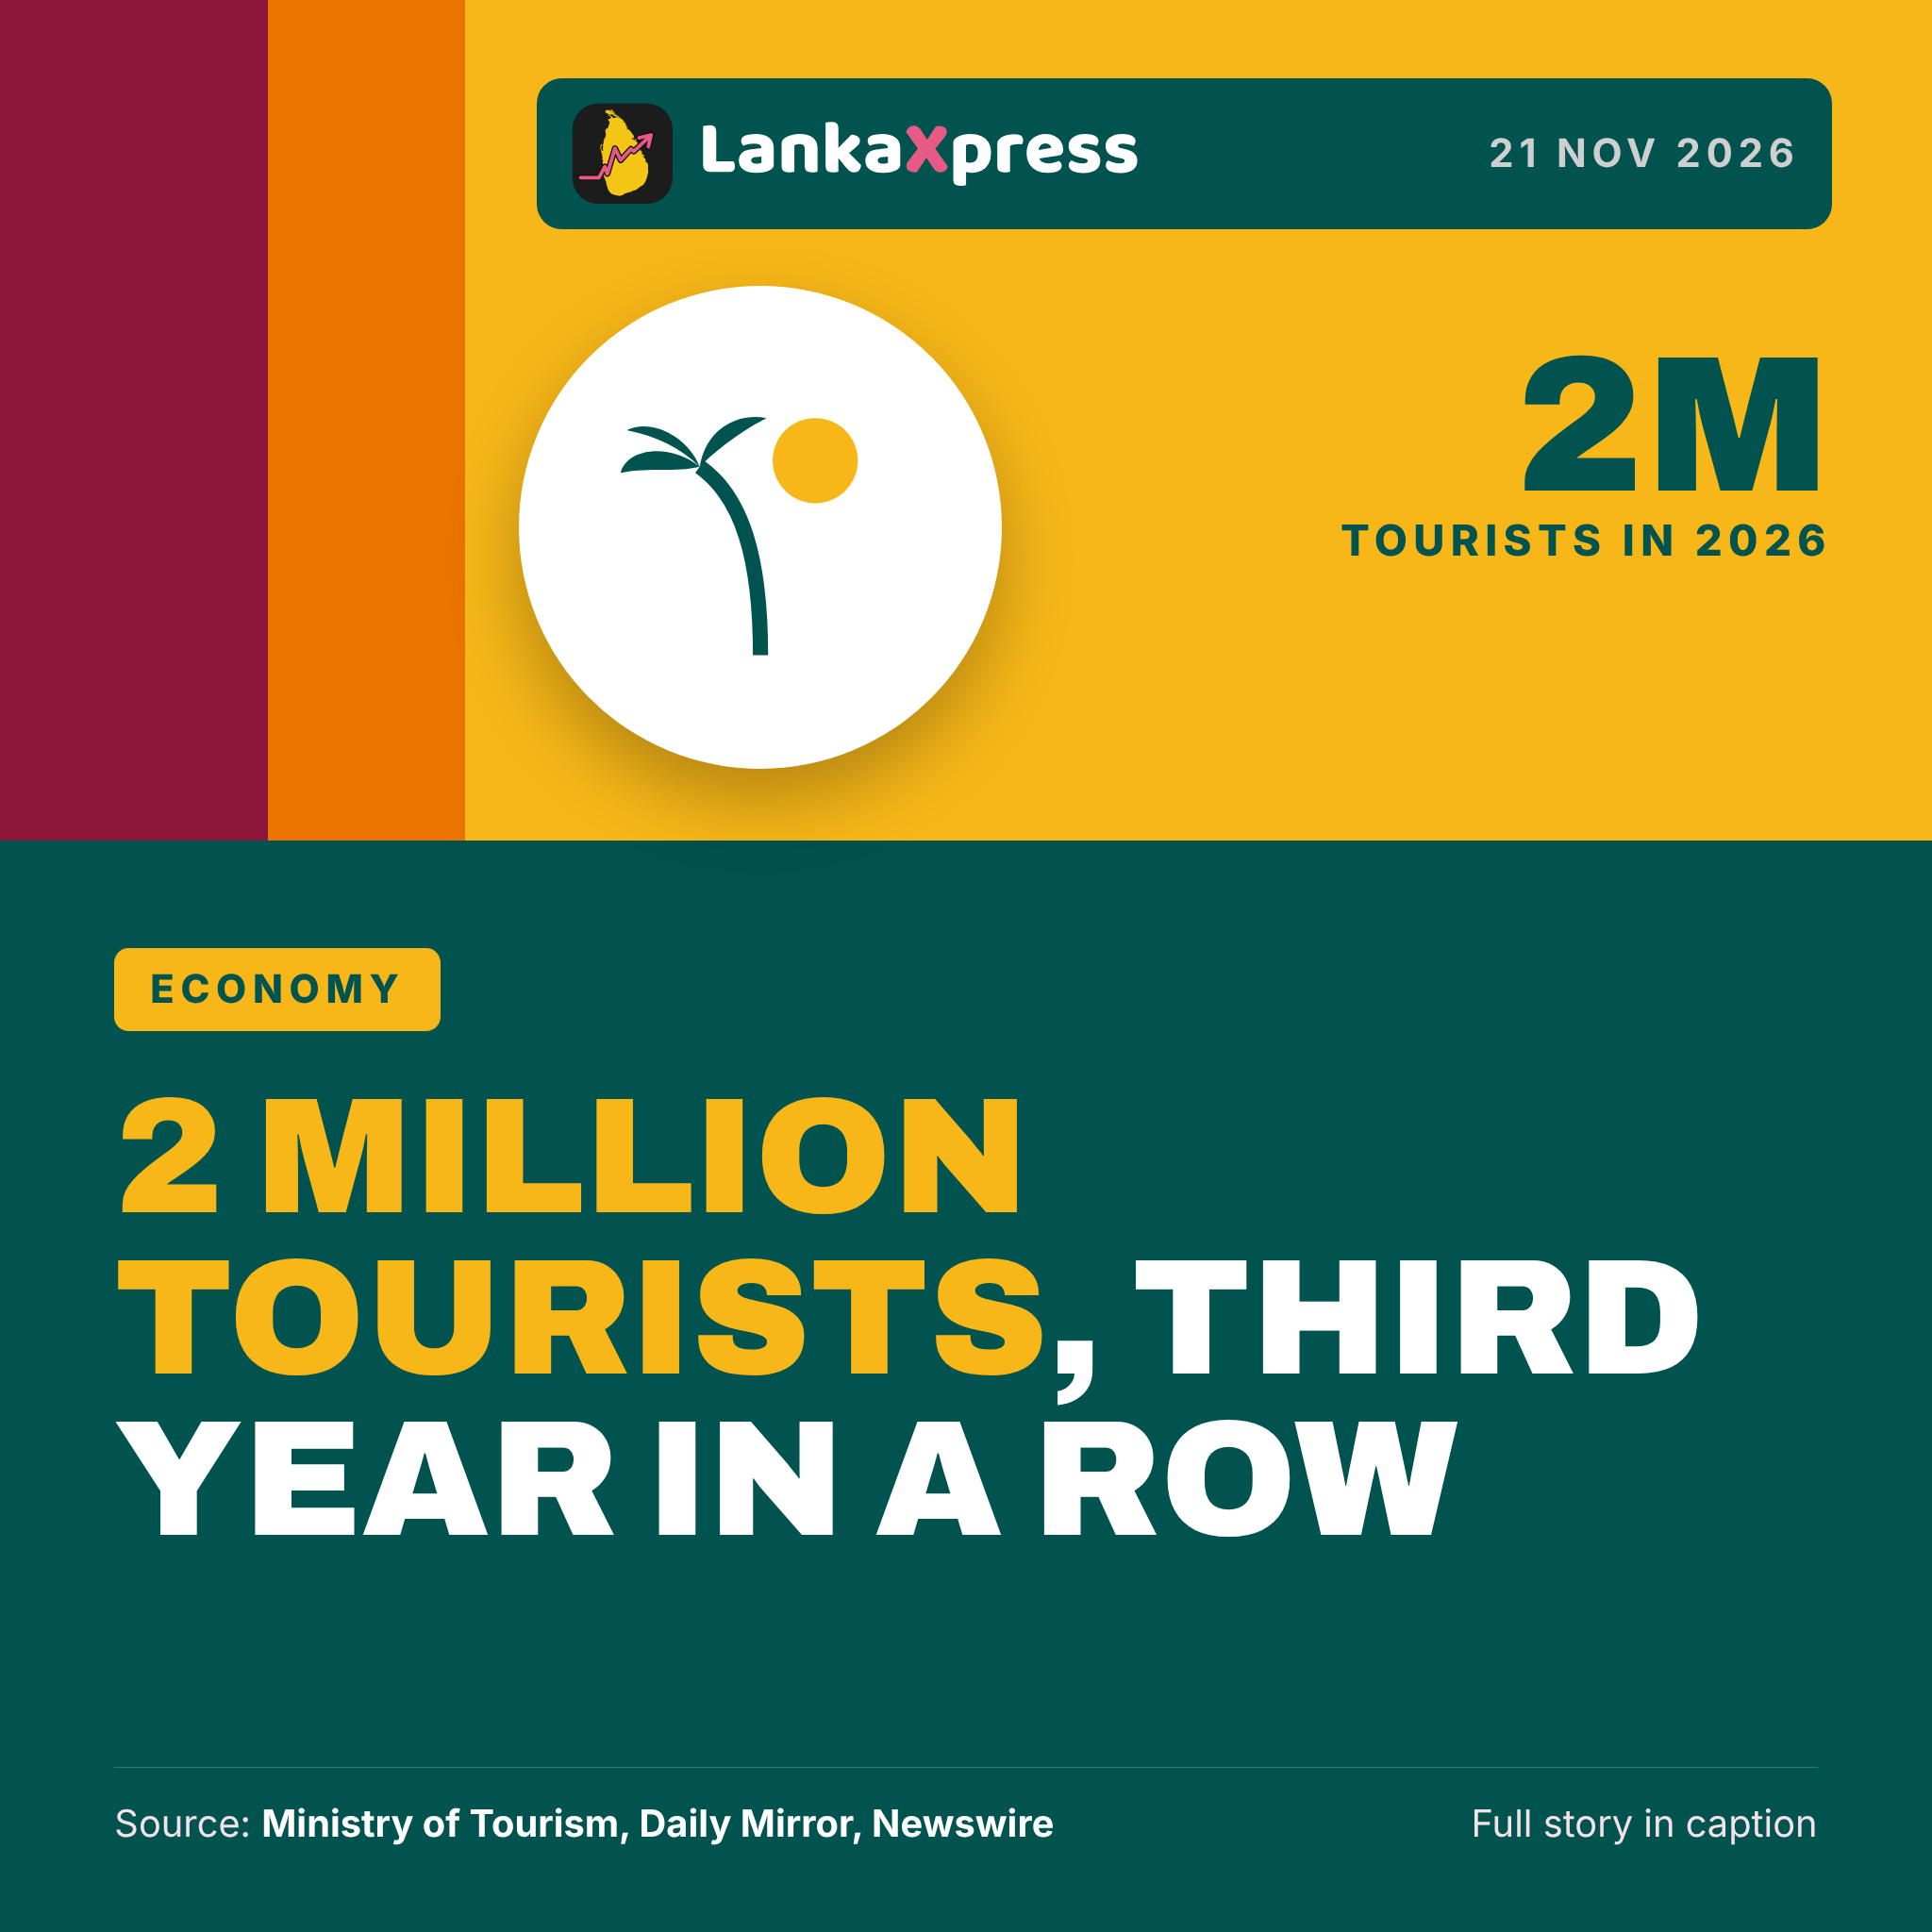 LankaXpress
21 NOV 2026
2M
TOURISTS IN 2026
ECONOMY
2 MILLION
TOURISTS, THIRD
YEAR IN A ROW
Source: Ministry of Tourism, Daily Mirror, Newswire
Full story in caption